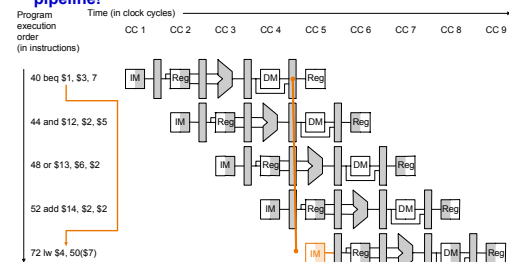 pipeline!
Time (in clock cycles)
Program
execution
order
(in instructions)
CC 1 CC 2 CC 3 CC 4 CC 5 CC 6 CC 7 CC 8 CC 9
40 beq $1, $3, 7
IM Reg DM Reg
44 and $12, $2, $5
IM Reg DM Reg
48 or $13, $6, $2
IM Reg DM Reg
52 add $14, $2, $2
IM Reg DM Reg
72 lw $4, 50($7)
IM Reg DM Reg